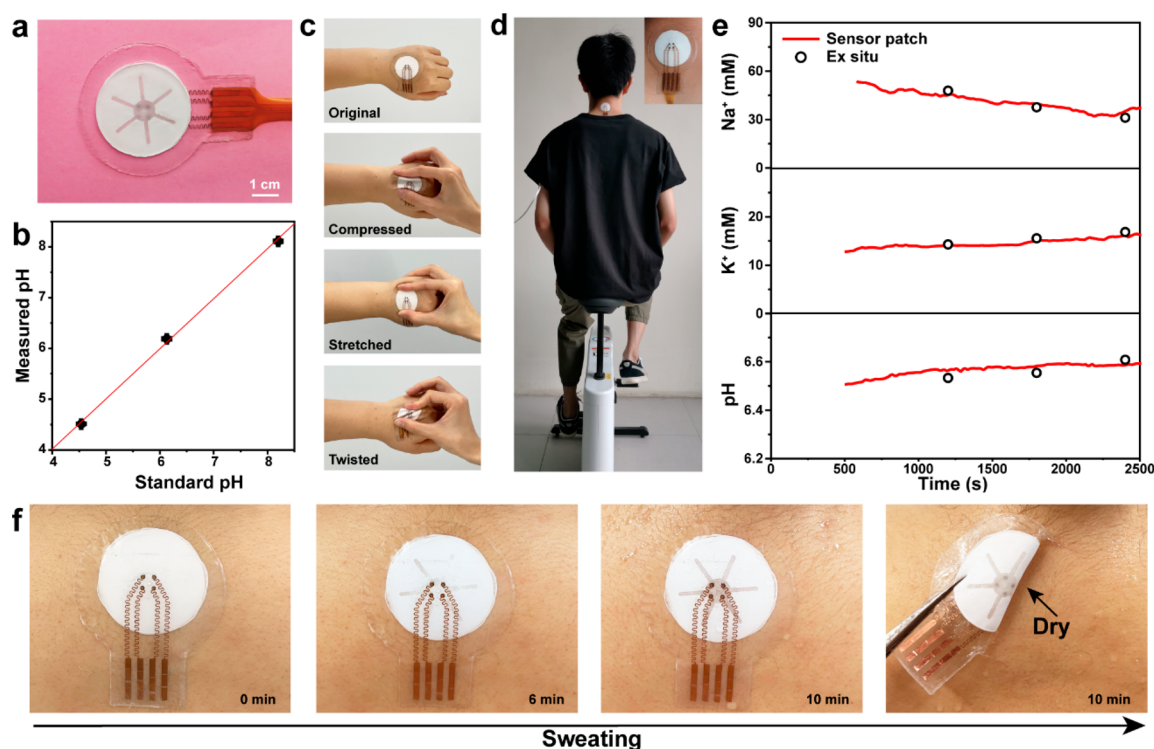 a
1 cm
b
Measured pH
8
7
6
5
4
4 5 6 7 8
Standard pH
c
Original
Compressed
Stretched
Twisted
d
e
Sensor patch
Ex situ
Na⁺ (mM)
90
60
30
0
K⁺ (mM)
20
10
0
pH
6.6
6.4
6.2
0 500 1000 1500 2000 2500
Time (s)
f
0 min
6 min
10 min
Dry
10 min
Sweating